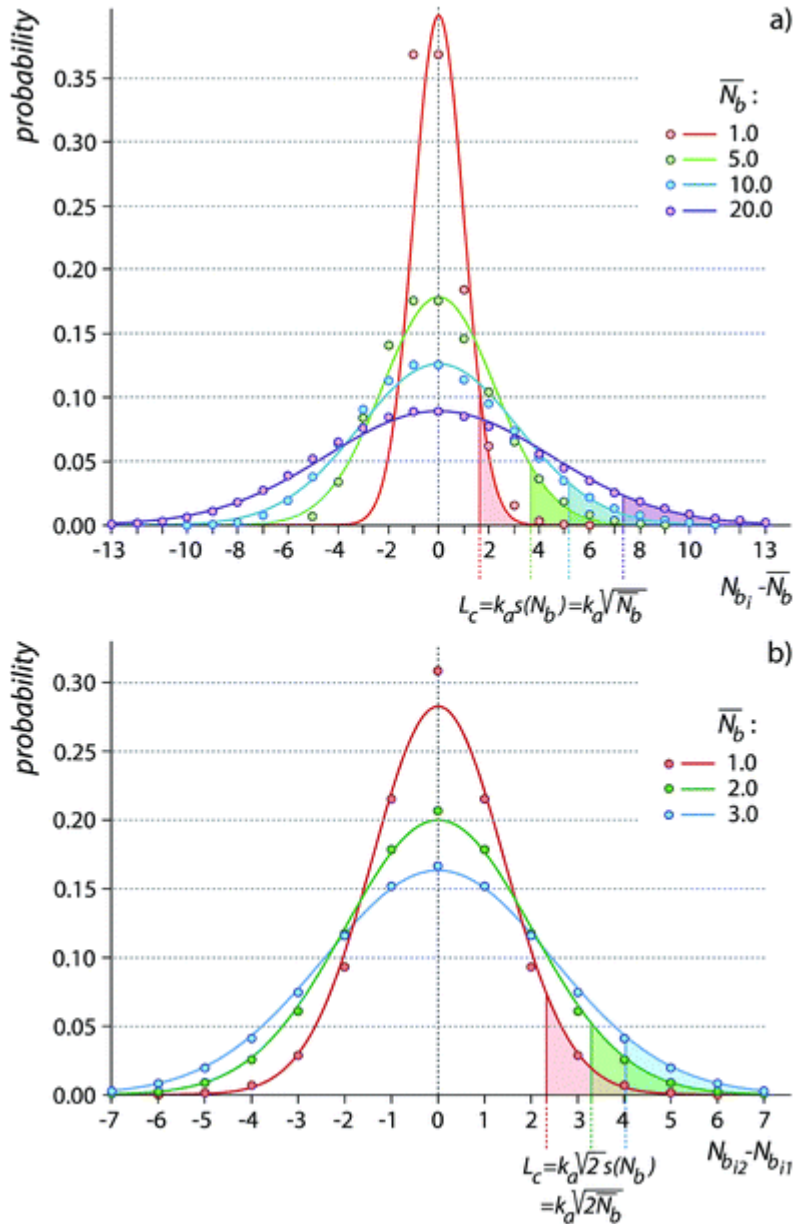 a)
probability
0.35
0.30
0.25
0.20
0.15
0.10
0.05
0.00
N̅b :
1.0
5.0
10.0
20.0
-13 -10 -8 -6 -4 -2 0 2 4 6 8 10 13
Nbi - N̅b
Lc=kas(Nb)=ka√N̅b
b)
probability
0.30
0.25
0.20
0.15
0.10
0.05
0.00
N̅b :
1.0
2.0
3.0
-7 -6 -5 -4 -3 -2 -1 0 1 2 3 4 5 6 7
Nbi2-Nbi1
Lc=ka√2 s(Nb)
=ka√2N̅b